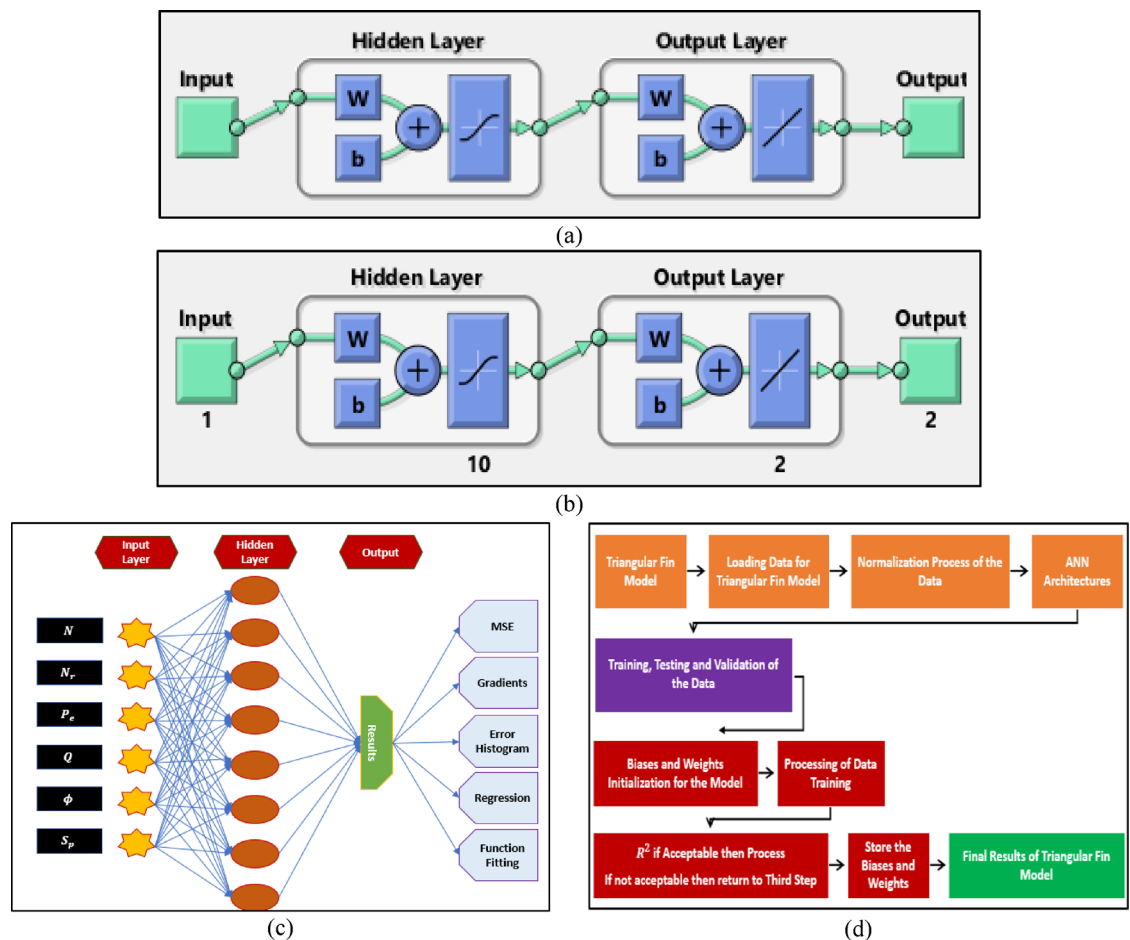 Hidden Layer
Output Layer
Input
Output
W
b
+
W
b
+
(a)
Hidden Layer
Output Layer
Input
Output
W
b
+
W
b
+
1
10
2
2
(b)
Input
Layer
Hidden
Layer
Output
N
N_r
P_e
Q
ϕ
S_p
Results
MSE
Gradients
Error
Histogram
Regression
Function
Fitting
(c)
Triangular Fin
Model
Loading Data for
Triangular Fin Model
Normalization Process of the
Data
ANN
Architectures
Training, Testing and Validation of
the Data
Biases and Weights
Initialization for the Model
Processing of Data
Training
R² if Acceptable then Process
If not acceptable then return to Third Step
Store the
Biases and
Weights
Final Results of Triangular Fin
Model
(d)